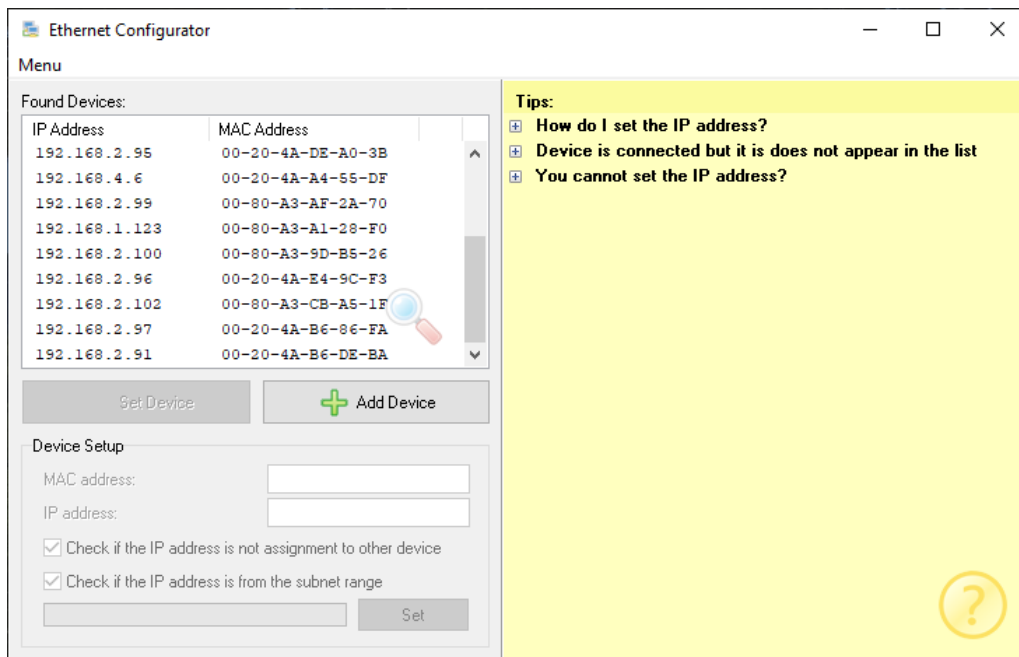 Ethernet Configurator
Menu
Found Devices:
IP Address MAC Address
192.168.2.95 00-20-4A-DE-A0-3B
192.168.4.6 00-20-4A-A4-55-DF
192.168.2.99 00-80-A3-AF-2A-70
192.168.1.123 00-80-A3-A1-28-F0
192.168.2.100 00-80-A3-9D-B5-26
192.168.2.96 00-20-4A-E4-9C-F3
192.168.2.102 00-80-A3-CB-A5-1F
192.168.2.97 00-20-4A-B6-86-FA
192.168.2.91 00-20-4A-B6-DE-BA
Set Device
Add Device
Device Setup
MAC address:
IP address:
Check if the IP address is not assignment to other device
Check if the IP address is from the subnet range
Set
Tips:
How do I set the IP address?
Device is connected but it is does not appear in the list
You cannot set the IP address?
?